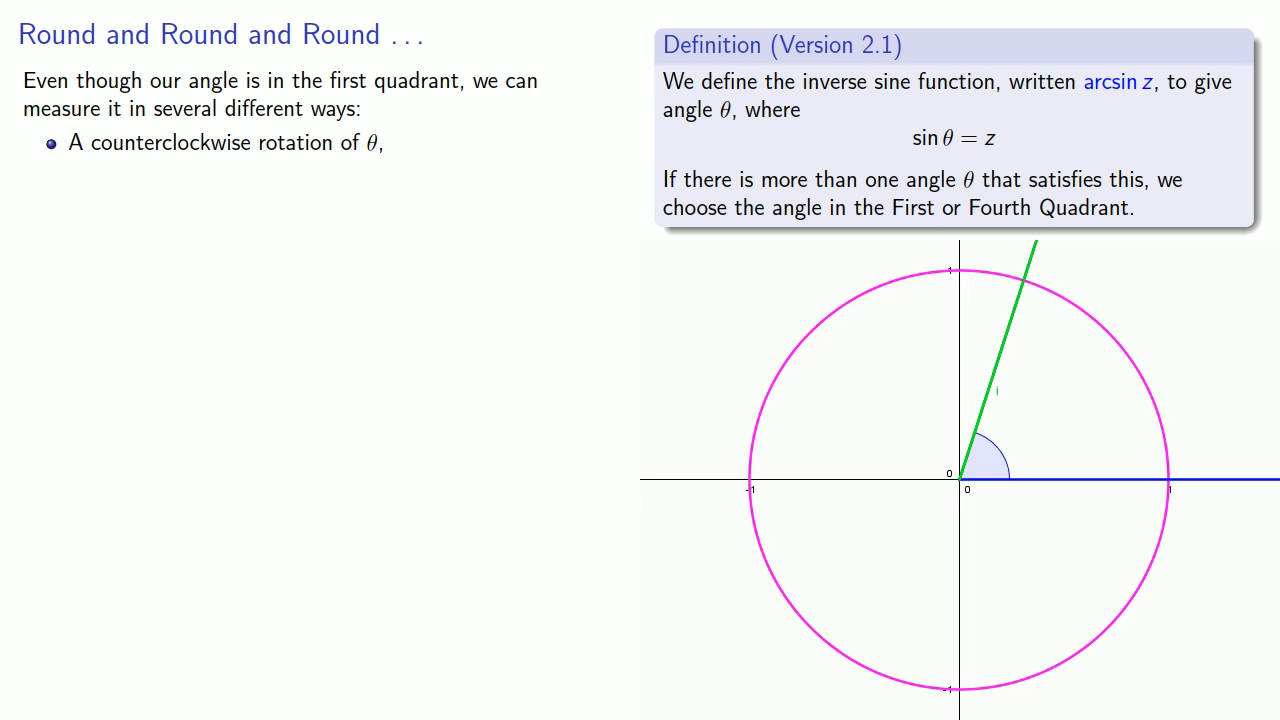 Round and Round and Round ...
Even though our angle is in the first quadrant, we can
measure it in several different ways:
A counterclockwise rotation of θ,
Definition (Version 2.1)
We define the inverse sine function, written arcsin z, to give
angle θ, where
sin θ = z
If there is more than one angle θ that satisfies this, we
choose the angle in the First or Fourth Quadrant.
1
i
0
-1
0
1
-1